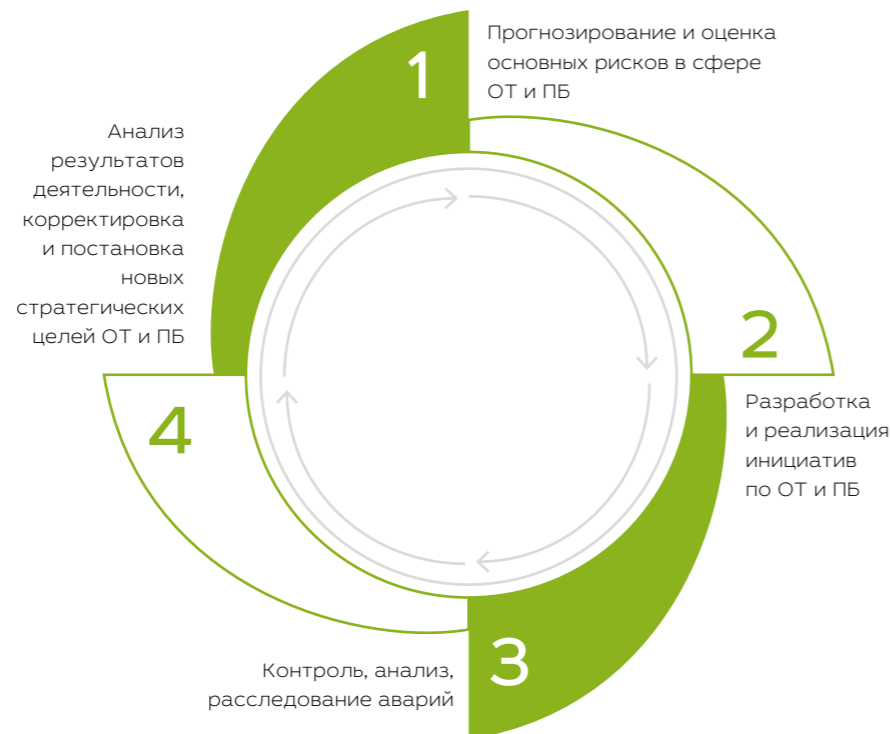 1
Прогнозирование и оценка
основных рисков в сфере
ОТ и ПБ
2
Разработка
и реализация
инициатив
по ОТ и ПБ
3
Контроль, анализ,
расследование аварий
4
Анализ
результатов
деятельности,
корректировка
и постановка
новых
стратегических
целей ОТ и ПБ